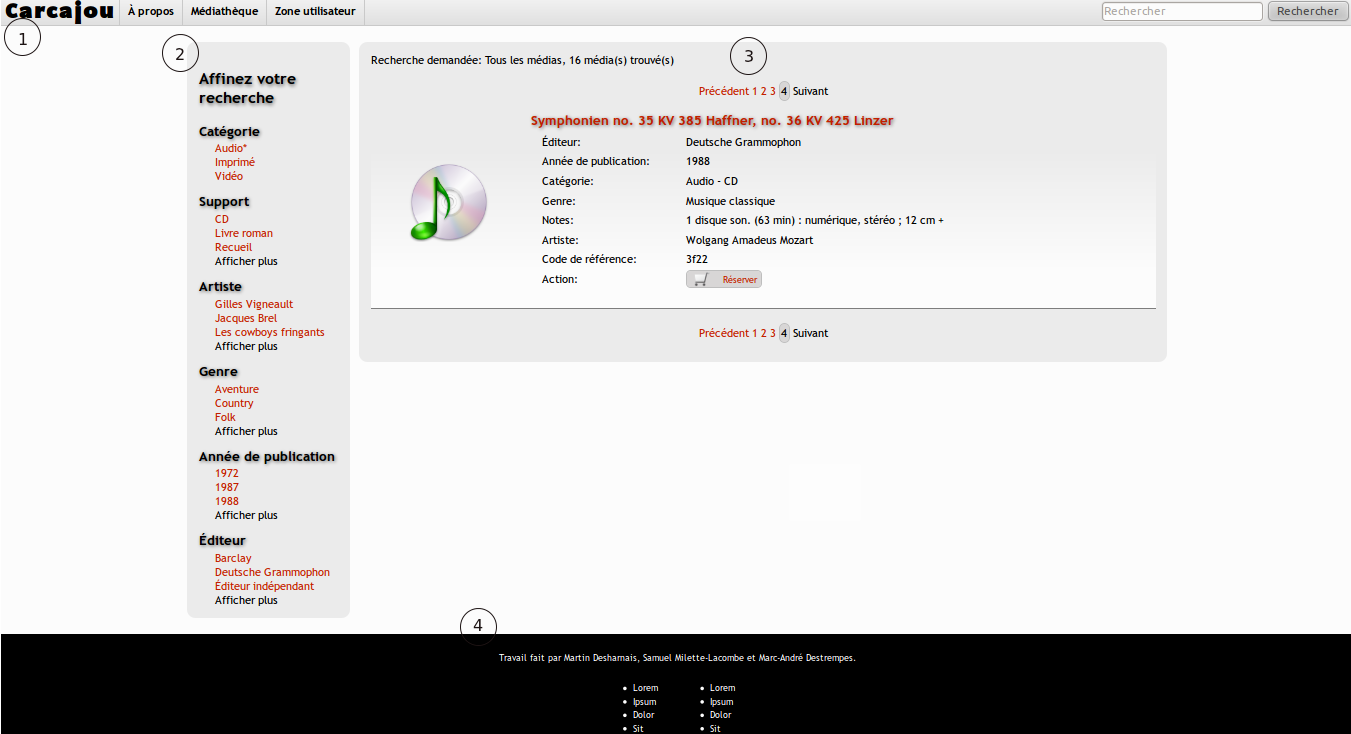 Carcajou À propos Médiathèque Zone utilisateur Rechercher Rechercher
1
2
Affinez votre
recherche
Catégorie
Audio*
Imprimé
Vidéo
Support
CD
Livre roman
Recueil
Afficher plus
Artiste
Gilles Vigneault
Jacques Brel
Les cowboys fringants
Afficher plus
Genre
Aventure
Country
Folk
Afficher plus
Année de publication
1972
1987
1988
Afficher plus
Éditeur
Barclay
Deutsche Grammophon
Éditeur indépendant
Afficher plus
3
Recherche demandée: Tous les médias, 16 média(s) trouvé(s)
Précédent 1 2 3 4 Suivant
Symphonien no. 35 KV 385 Haffner, no. 36 KV 425 Linzer
Éditeur: Deutsche Grammophon
Année de publication: 1988
Catégorie: Audio - CD
Genre: Musique classique
Notes: 1 disque son. (63 min) : numérique, stéréo ; 12 cm +
Artiste: Wolgang Amadeus Mozart
Code de référence: 3f22
Action: Réserver
Précédent 1 2 3 4 Suivant
4
Travail fait par Martin Desharnais, Samuel Milette-Lacombe et Marc-André Destrempes.
Lorem Lorem
Ipsum Ipsum
Dolor Dolor
Sit Sit